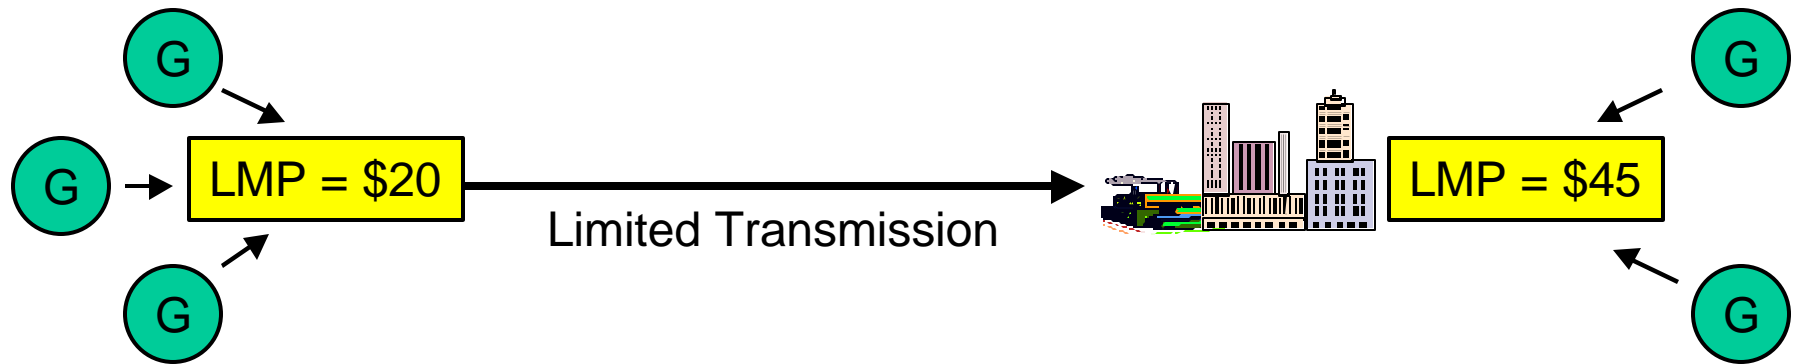 G
G
G
LMP = $20
Limited Transmission
LMP = $45
G
G